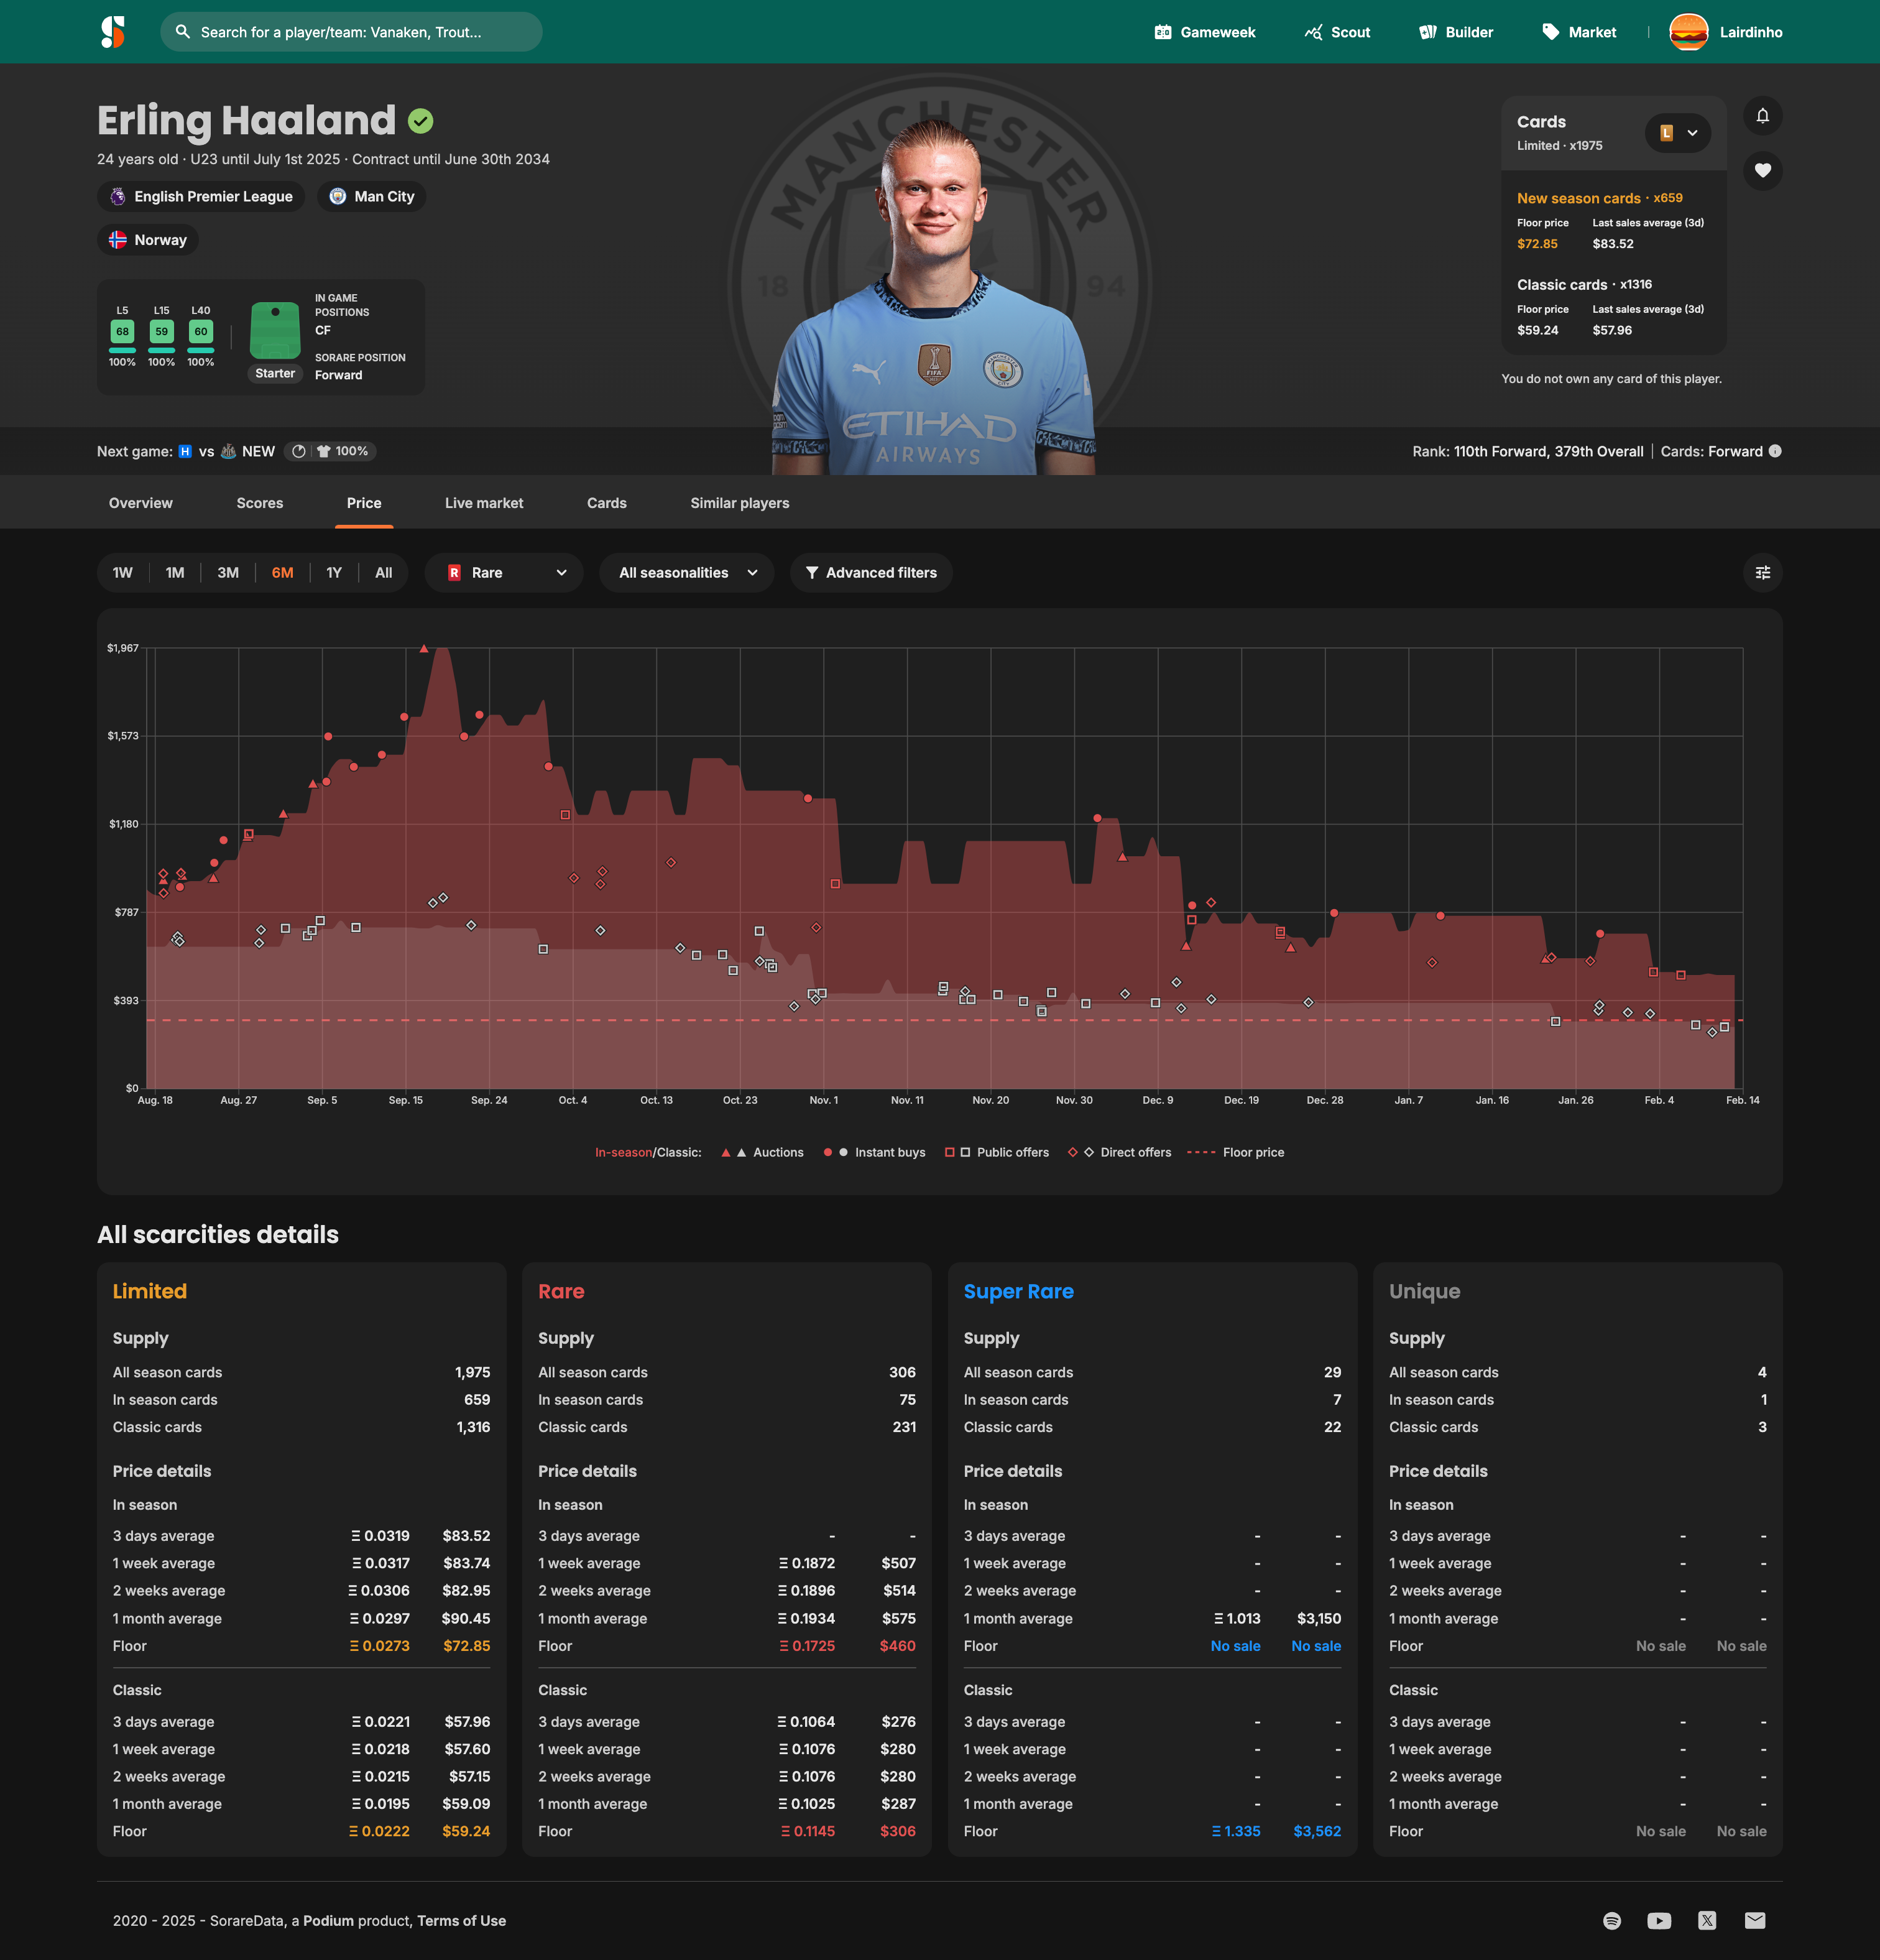 Search for a player/team: Vanaken, Trout...
Gameweek
Scout
Builder
Market
Lairdinho
Erling Haaland
24 years old · U23 until July 1st 2025 · Contract until June 30th 2034
English Premier League
Man City
Norway
L5 L15 L40
68 59 60
100% 100% 100%
Starter
IN GAME
POSITIONS
CF
SORARE POSITION
Forward
MANCHESTER
18 94
FIFA
ETIHAD
AIRWAYS
Cards
Limited · x1975
L
New season cards · x659
Floor price Last sales average (3d)
$72.85 $83.52
Classic cards · x1316
Floor price Last sales average (3d)
$59.24 $57.96
You do not own any card of this player.
Next game: H vs NEW 100%
Rank: 110th Forward, 379th Overall | Cards: Forward
Overview Scores Price Live market Cards Similar players
1W 1M 3M 6M 1Y All
R Rare
All seasonalities
Advanced filters
$1,967
$1,573
$1,180
$787
$393
$0
Aug. 18 Aug. 27 Sep. 5 Sep. 15 Sep. 24 Oct. 4 Oct. 13 Oct. 23 Nov. 1 Nov. 11 Nov. 20 Nov. 30 Dec. 9 Dec. 19 Dec. 28 Jan. 7 Jan. 16 Jan. 26 Feb. 4 Feb. 14
In-season/Classic: Auctions Instant buys Public offers Direct offers Floor price
All scarcities details
Limited
Supply
All season cards 1,975
In season cards 659
Classic cards 1,316
Price details
In season
3 days average Ξ 0.0319 $83.52
1 week average Ξ 0.0317 $83.74
2 weeks average Ξ 0.0306 $82.95
1 month average Ξ 0.0297 $90.45
Floor Ξ 0.0273 $72.85
Classic
3 days average Ξ 0.0221 $57.96
1 week average Ξ 0.0218 $57.60
2 weeks average Ξ 0.0215 $57.15
1 month average Ξ 0.0195 $59.09
Floor Ξ 0.0222 $59.24
Rare
Supply
All season cards 306
In season cards 75
Classic cards 231
Price details
In season
3 days average - -
1 week average Ξ 0.1872 $507
2 weeks average Ξ 0.1896 $514
1 month average Ξ 0.1934 $575
Floor Ξ 0.1725 $460
Classic
3 days average Ξ 0.1064 $276
1 week average Ξ 0.1076 $280
2 weeks average Ξ 0.1076 $280
1 month average Ξ 0.1025 $287
Floor Ξ 0.1145 $306
Super Rare
Supply
All season cards 29
In season cards 7
Classic cards 22
Price details
In season
3 days average - -
1 week average - -
2 weeks average - -
1 month average Ξ 1.013 $3,150
Floor No sale No sale
Classic
3 days average - -
1 week average - -
2 weeks average - -
1 month average - -
Floor Ξ 1.335 $3,562
Unique
Supply
All season cards 4
In season cards 1
Classic cards 3
Price details
In season
3 days average - -
1 week average - -
2 weeks average - -
1 month average - -
Floor No sale No sale
Classic
3 days average - -
1 week average - -
2 weeks average - -
1 month average - -
Floor No sale No sale
2020 - 2025 - SorareData, a Podium product, Terms of Use